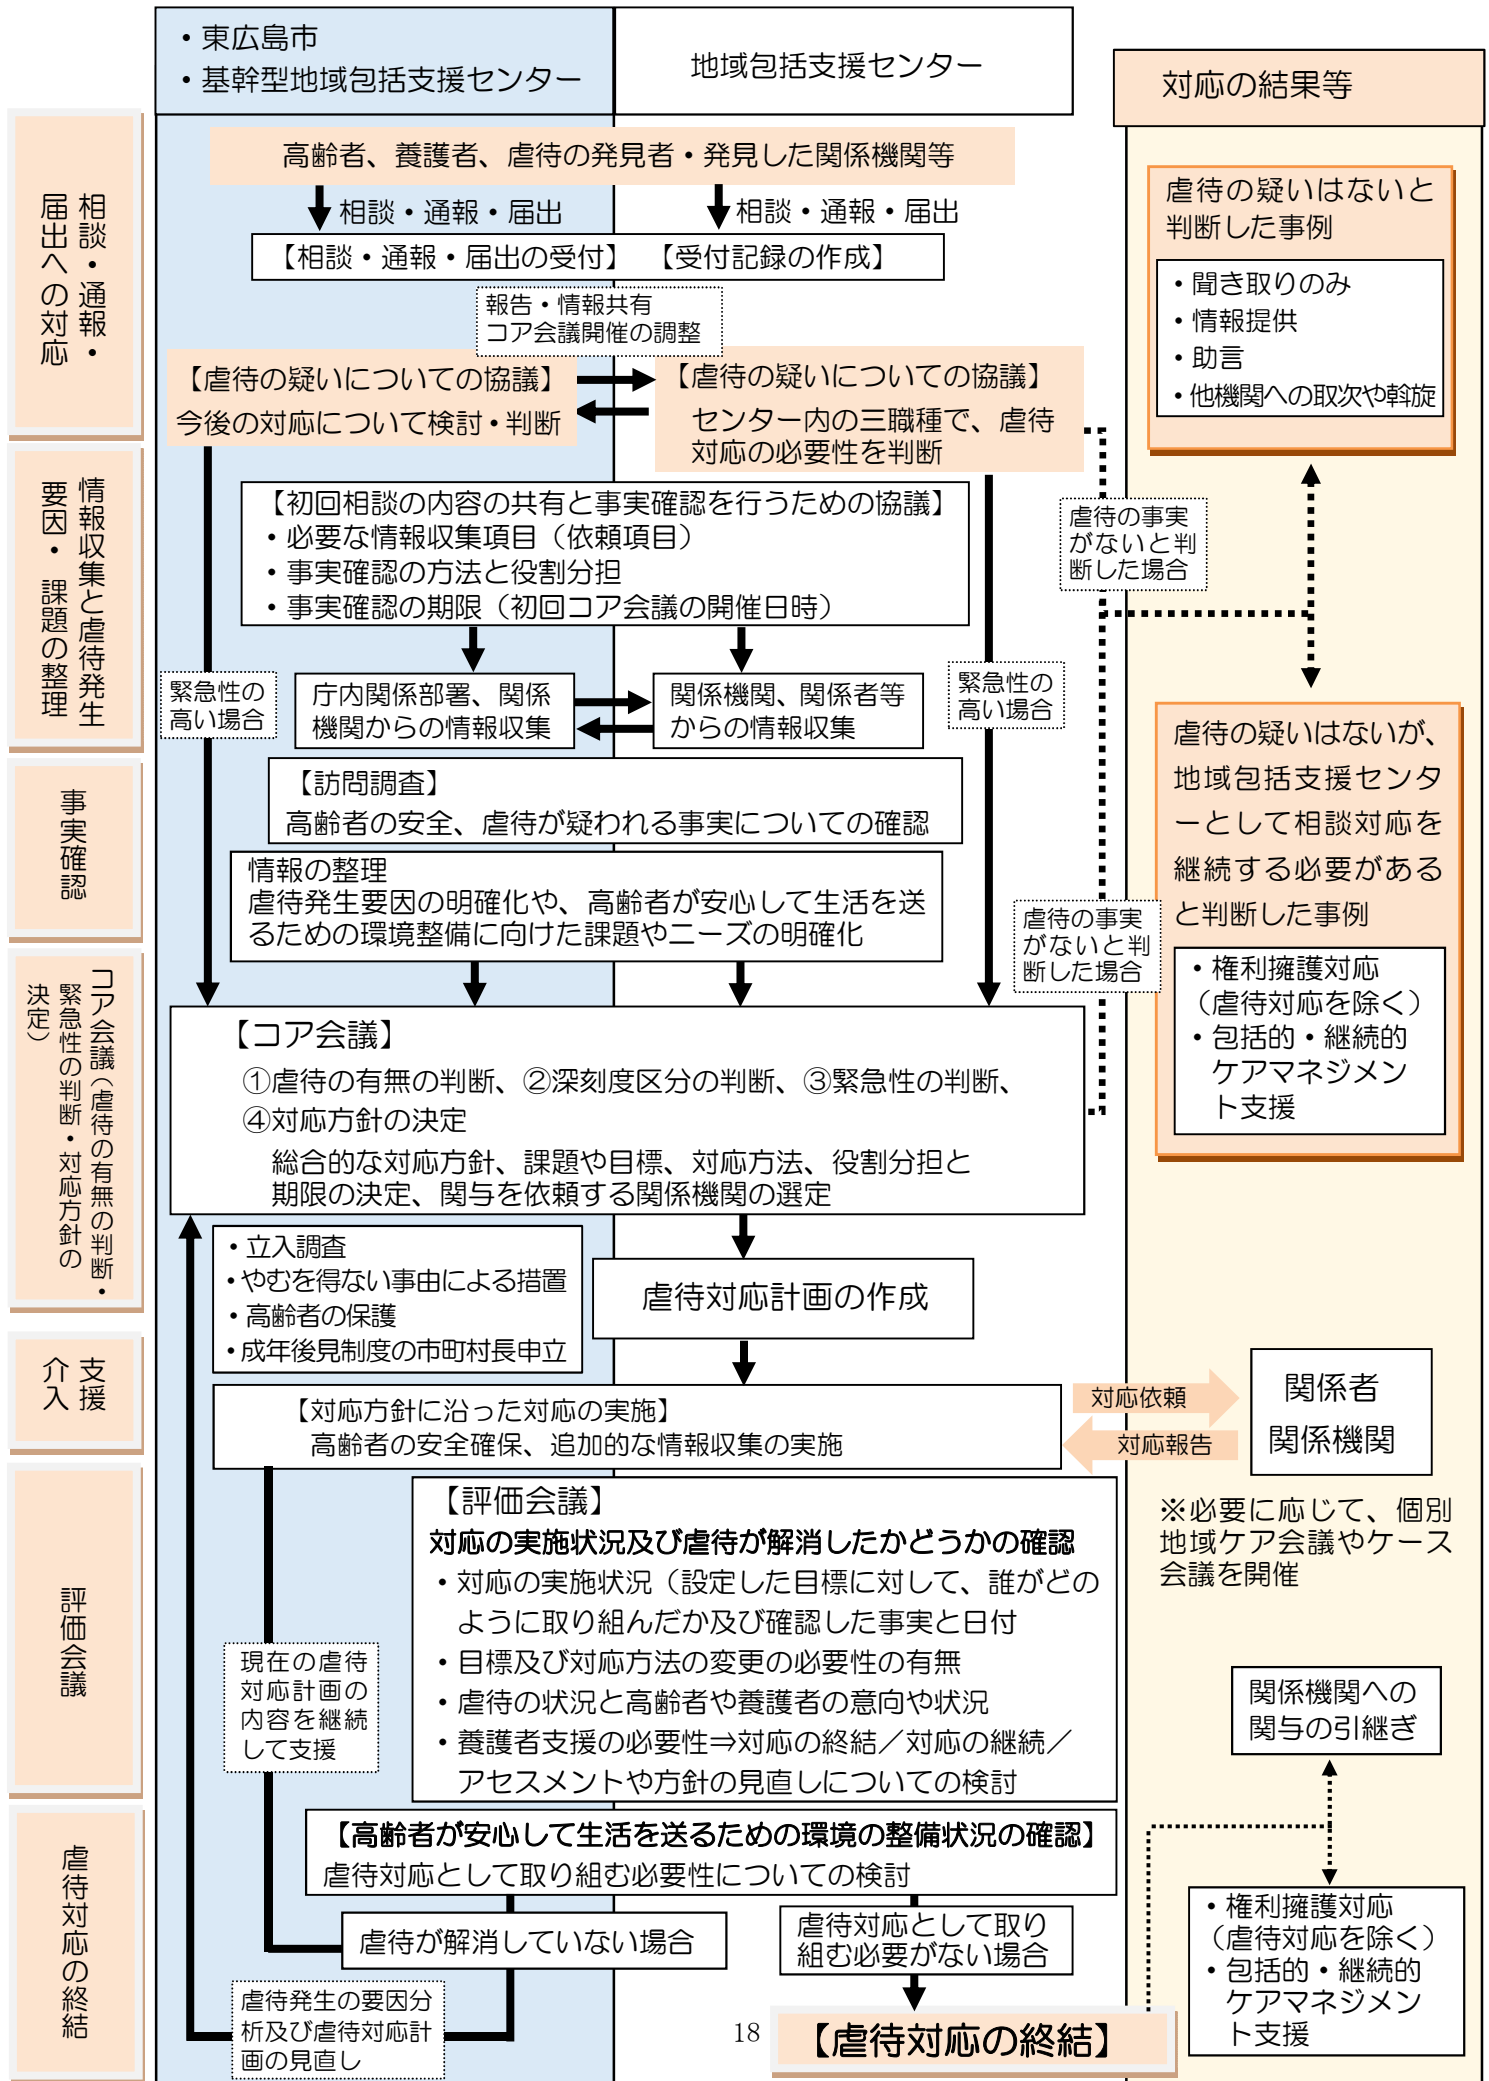 ・東広島市
・基幹型地域包括支援センター
地域包括支援センター
対応の結果等
相談・通報・
届出への対応
高齢者、養護者、虐待の発見者・発見した関係機関等
相談・通報・届出
相談・通報・届出
【相談・通報・届出の受付】 【受付記録の作成】
報告・情報共有
コア会議開催の調整
【虐待の疑いについての協議】
今後の対応について検討・判断
【虐待の疑いについての協議】
センター内の三職種で、虐待
対応の必要性を判断
虐待の疑いはないと
判断した事例
・聞き取りのみ
・情報提供
・助言
・他機関への取次や斡旋
情報収集と虐待発生
要因・ 課題の整理
【初回相談の内容の共有と事実確認を行うための協議】
・必要な情報収集項目（依頼項目）
・事実確認の方法と役割分担
・事実確認の期限（初回コア会議の開催日時）
虐待の事実
がないと判
断した場合
緊急性の
高い場合
庁内関係部署、関係
機関からの情報収集
関係機関、関係者等
からの情報収集
緊急性の
高い場合
虐待の疑いはないが、
地域包括支援センタ
ーとして相談対応を
継続する必要がある
と判断した事例
・権利擁護対応
（虐待対応を除く）
・包括的・継続的
ケアマネジメン
ト支援
事実確認
【訪問調査】
高齢者の安全、虐待が疑われる事実についての確認
情報の整理
虐待発生要因の明確化や、高齢者が安心して生活を送
るための環境整備に向けた課題やニーズの明確化
虐待の事実
がないと判
断した場合
コア会議（虐待の有無の判断・
緊急性の判断・対応方針の
決定）
【コア会議】
①虐待の有無の判断、②深刻度区分の判断、③緊急性の判断、
④対応方針の決定
総合的な対応方針、課題や目標、対応方法、役割分担と
期限の決定、関与を依頼する関係機関の選定
・立入調査
・やむを得ない事由による措置
・高齢者の保護
・成年後見制度の市町村長申立
虐待対応計画の作成
支援
介入
【対応方針に沿った対応の実施】
高齢者の安全確保、追加的な情報収集の実施
対応依頼
対応報告
関係者
関係機関
※必要に応じて、個別
地域ケア会議やケース
会議を開催
評価会議
【評価会議】
対応の実施状況及び虐待が解消したかどうかの確認
・対応の実施状況（設定した目標に対して、誰がどの
ように取り組んだか及び確認した事実と日付
・目標及び対応方法の変更の必要性の有無
・虐待の状況と高齢者や養護者の意向や状況
・養護者支援の必要性⇒対応の終結／対応の継続／
アセスメントや方針の見直しについての検討
現在の虐待
対応計画の
内容を継続
して支援
関係機関への
関与の引継ぎ
虐待対応の終結
【高齢者が安心して生活を送るための環境の整備状況の確認】
虐待対応として取り組む必要性についての検討
虐待が解消していない場合
虐待対応として取り
組む必要がない場合
・権利擁護対応
（虐待対応を除く）
・包括的・継続的
ケアマネジメン
ト支援
虐待発生の要因分
析及び虐待対応計
画の見直し
18
【虐待対応の終結】